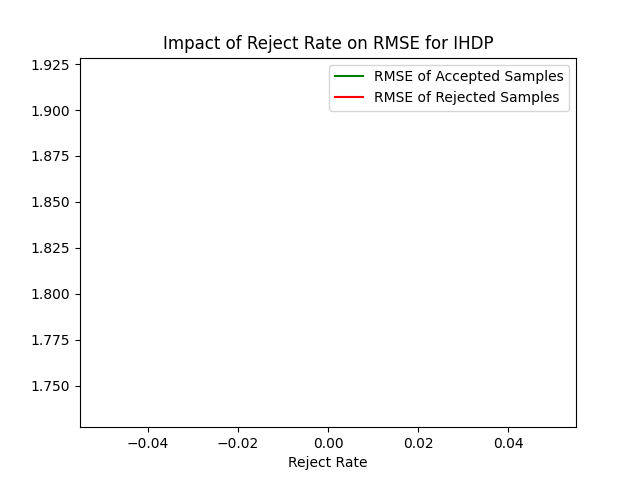 Impact of Reject Rate on RMSE for IHDP
RMSE of Accepted Samples
RMSE of Rejected Samples
1.925
1.900
1.875
1.850
1.825
1.800
1.775
1.750
−0.04 −0.02 0.00 0.02 0.04
Reject Rate